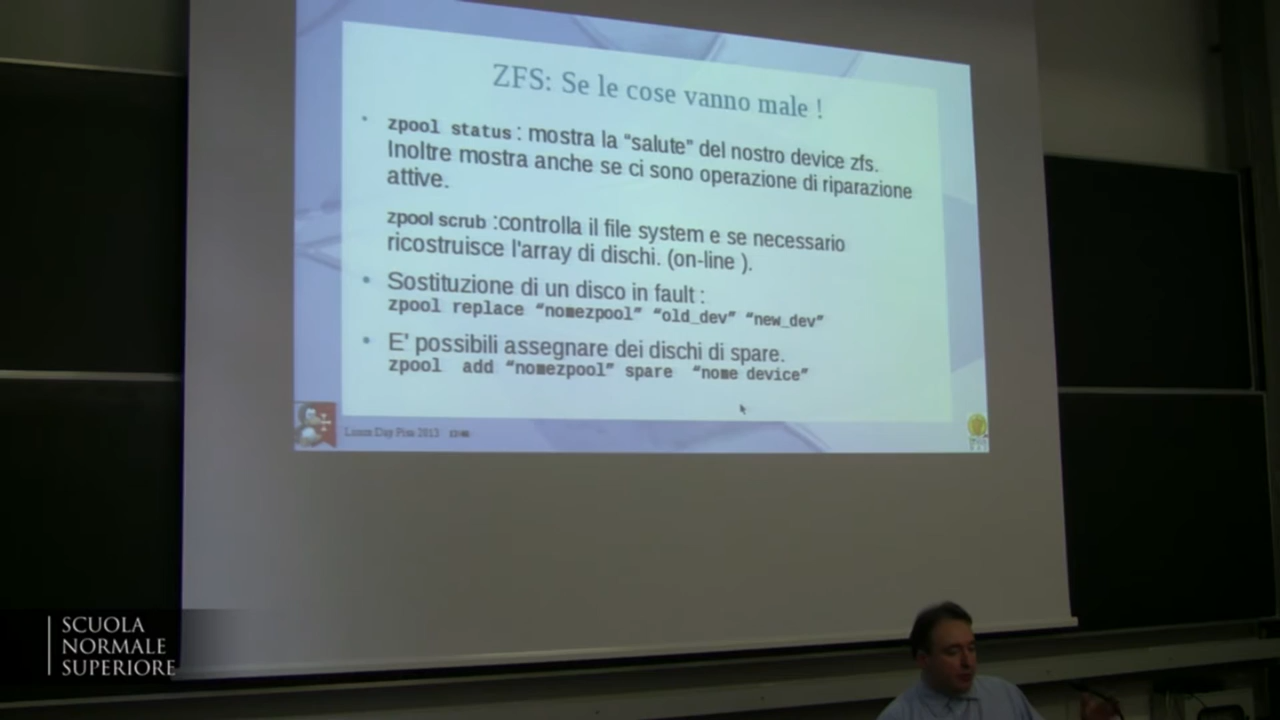 ZFS: Se le cose vanno male !
zpool status : mostra la “salute” del nostro device zfs.
Inoltre mostra anche se ci sono operazione di riparazione
attive.
zpool scrub :controlla il file system e se necessario
ricostruisce l'array di dischi. (on-line ).
Sostituzione di un disco in fault :
zpool replace “nomezpool” “old_dev” “new_dev”
E' possibili assegnare dei dischi di spare.
zpool add “nomezpool” spare “nome device”
Day Pisa 2013
SCUOLA
NORMALE
SUPERIORE